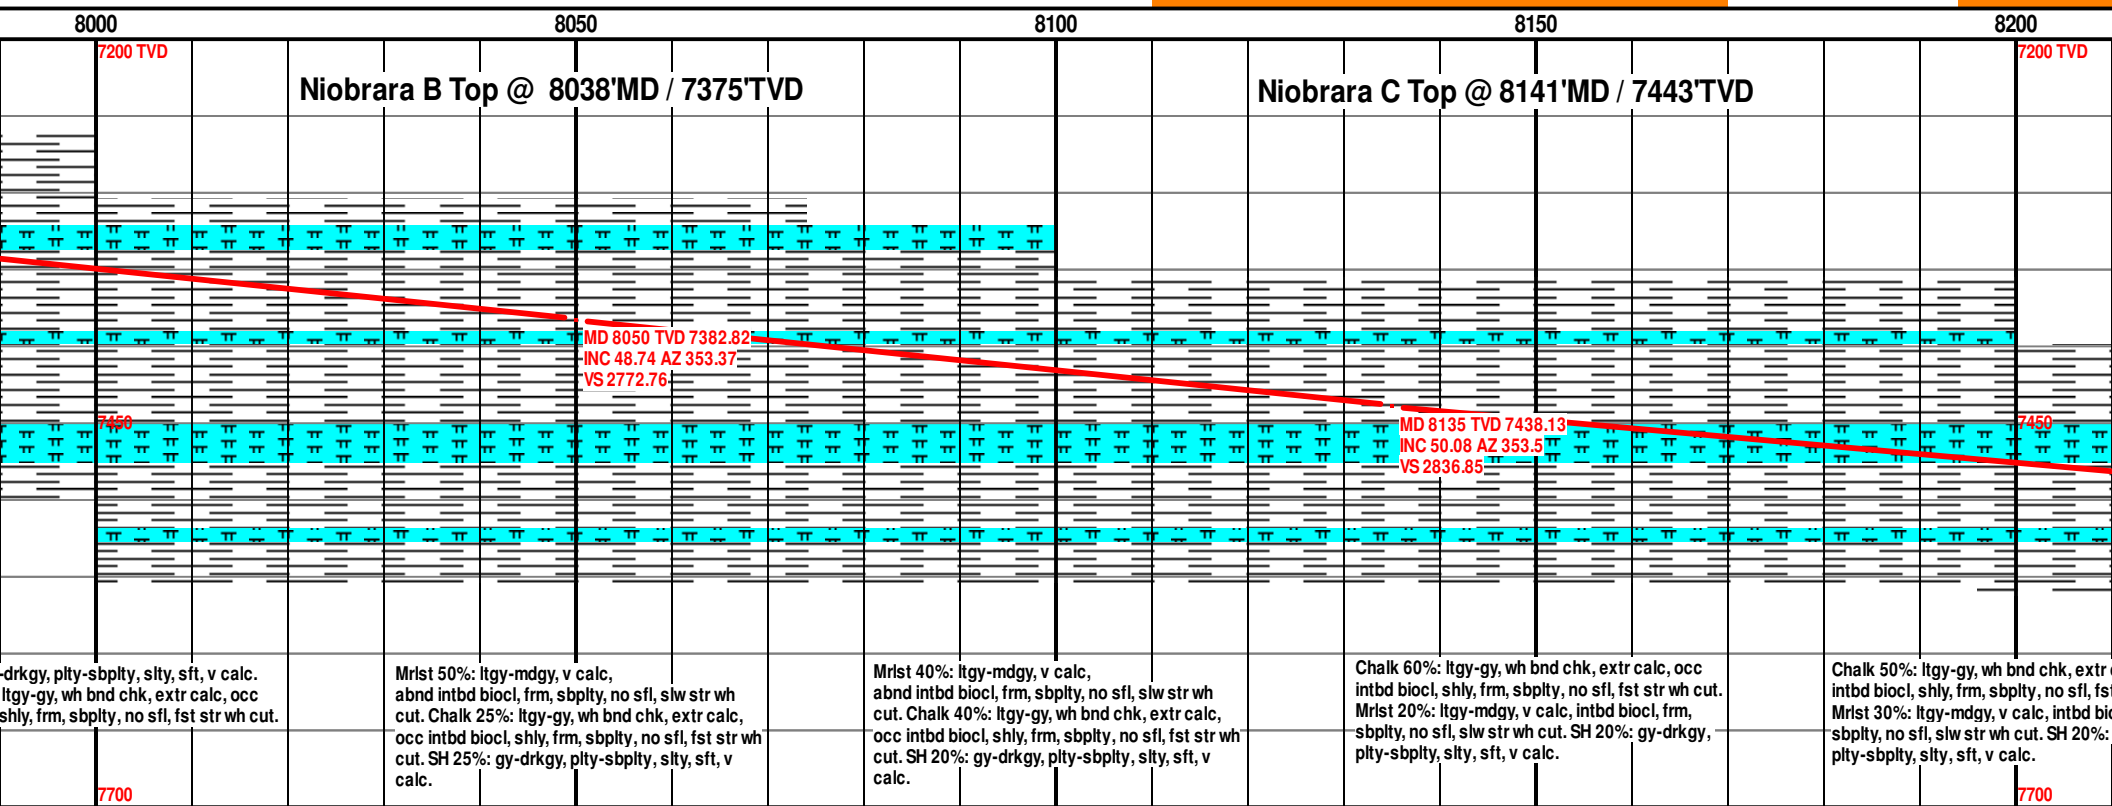 8000 8050 8100 8150 8200
7200 TVD 7200 TVD
Niobrara B Top @ 8038'MD / 7375'TVD
Niobrara C Top @ 8141'MD / 7443'TVD
MD 8050 TVD 7382.82
INC 48.74 AZ 353.37
VS 2772.76
7450 7450
MD 8135 TVD 7438.13
INC 50.08 AZ 353.5
VS 2836.85
-drkgy, plty-sbplty, slty, sft, v calc.
ltgy-gy, wh bnd chk, extr calc, occ
shly, frm, sbplty, no sfl, fst str wh cut.
Mrlst 50%: ltgy-mdgy, v calc,
abnd intbd biocl, frm, sbplty, no sfl, slw str wh
cut. Chalk 25%: ltgy-gy, wh bnd chk, extr calc,
occ intbd biocl, shly, frm, sbplty, no sfl, fst str wh
cut. SH 25%: gy-drkgy, plty-sbplty, slty, sft, v
calc.
Mrlst 40%: ltgy-mdgy, v calc,
abnd intbd biocl, frm, sbplty, no sfl, slw str wh
cut. Chalk 40%: ltgy-gy, wh bnd chk, extr calc,
occ intbd biocl, shly, frm, sbplty, no sfl, fst str wh
cut. SH 20%: gy-drkgy, plty-sbplty, slty, sft, v
calc.
Chalk 60%: ltgy-gy, wh bnd chk, extr calc, occ
intbd biocl, shly, frm, sbplty, no sfl, fst str wh cut.
Mrlst 20%: ltgy-mdgy, v calc, intbd biocl, frm,
sbplty, no sfl, slw str wh cut. SH 20%: gy-drkgy,
plty-sbplty, slty, sft, v calc.
Chalk 50%: ltgy-gy, wh bnd chk, extr
intbd biocl, shly, frm, sbplty, no sfl, fst
Mrlst 30%: ltgy-mdgy, v calc, intbd bio
sbplty, no sfl, slw str wh cut. SH 20%:
plty-sbplty, slty, sft, v calc.
7700 7700